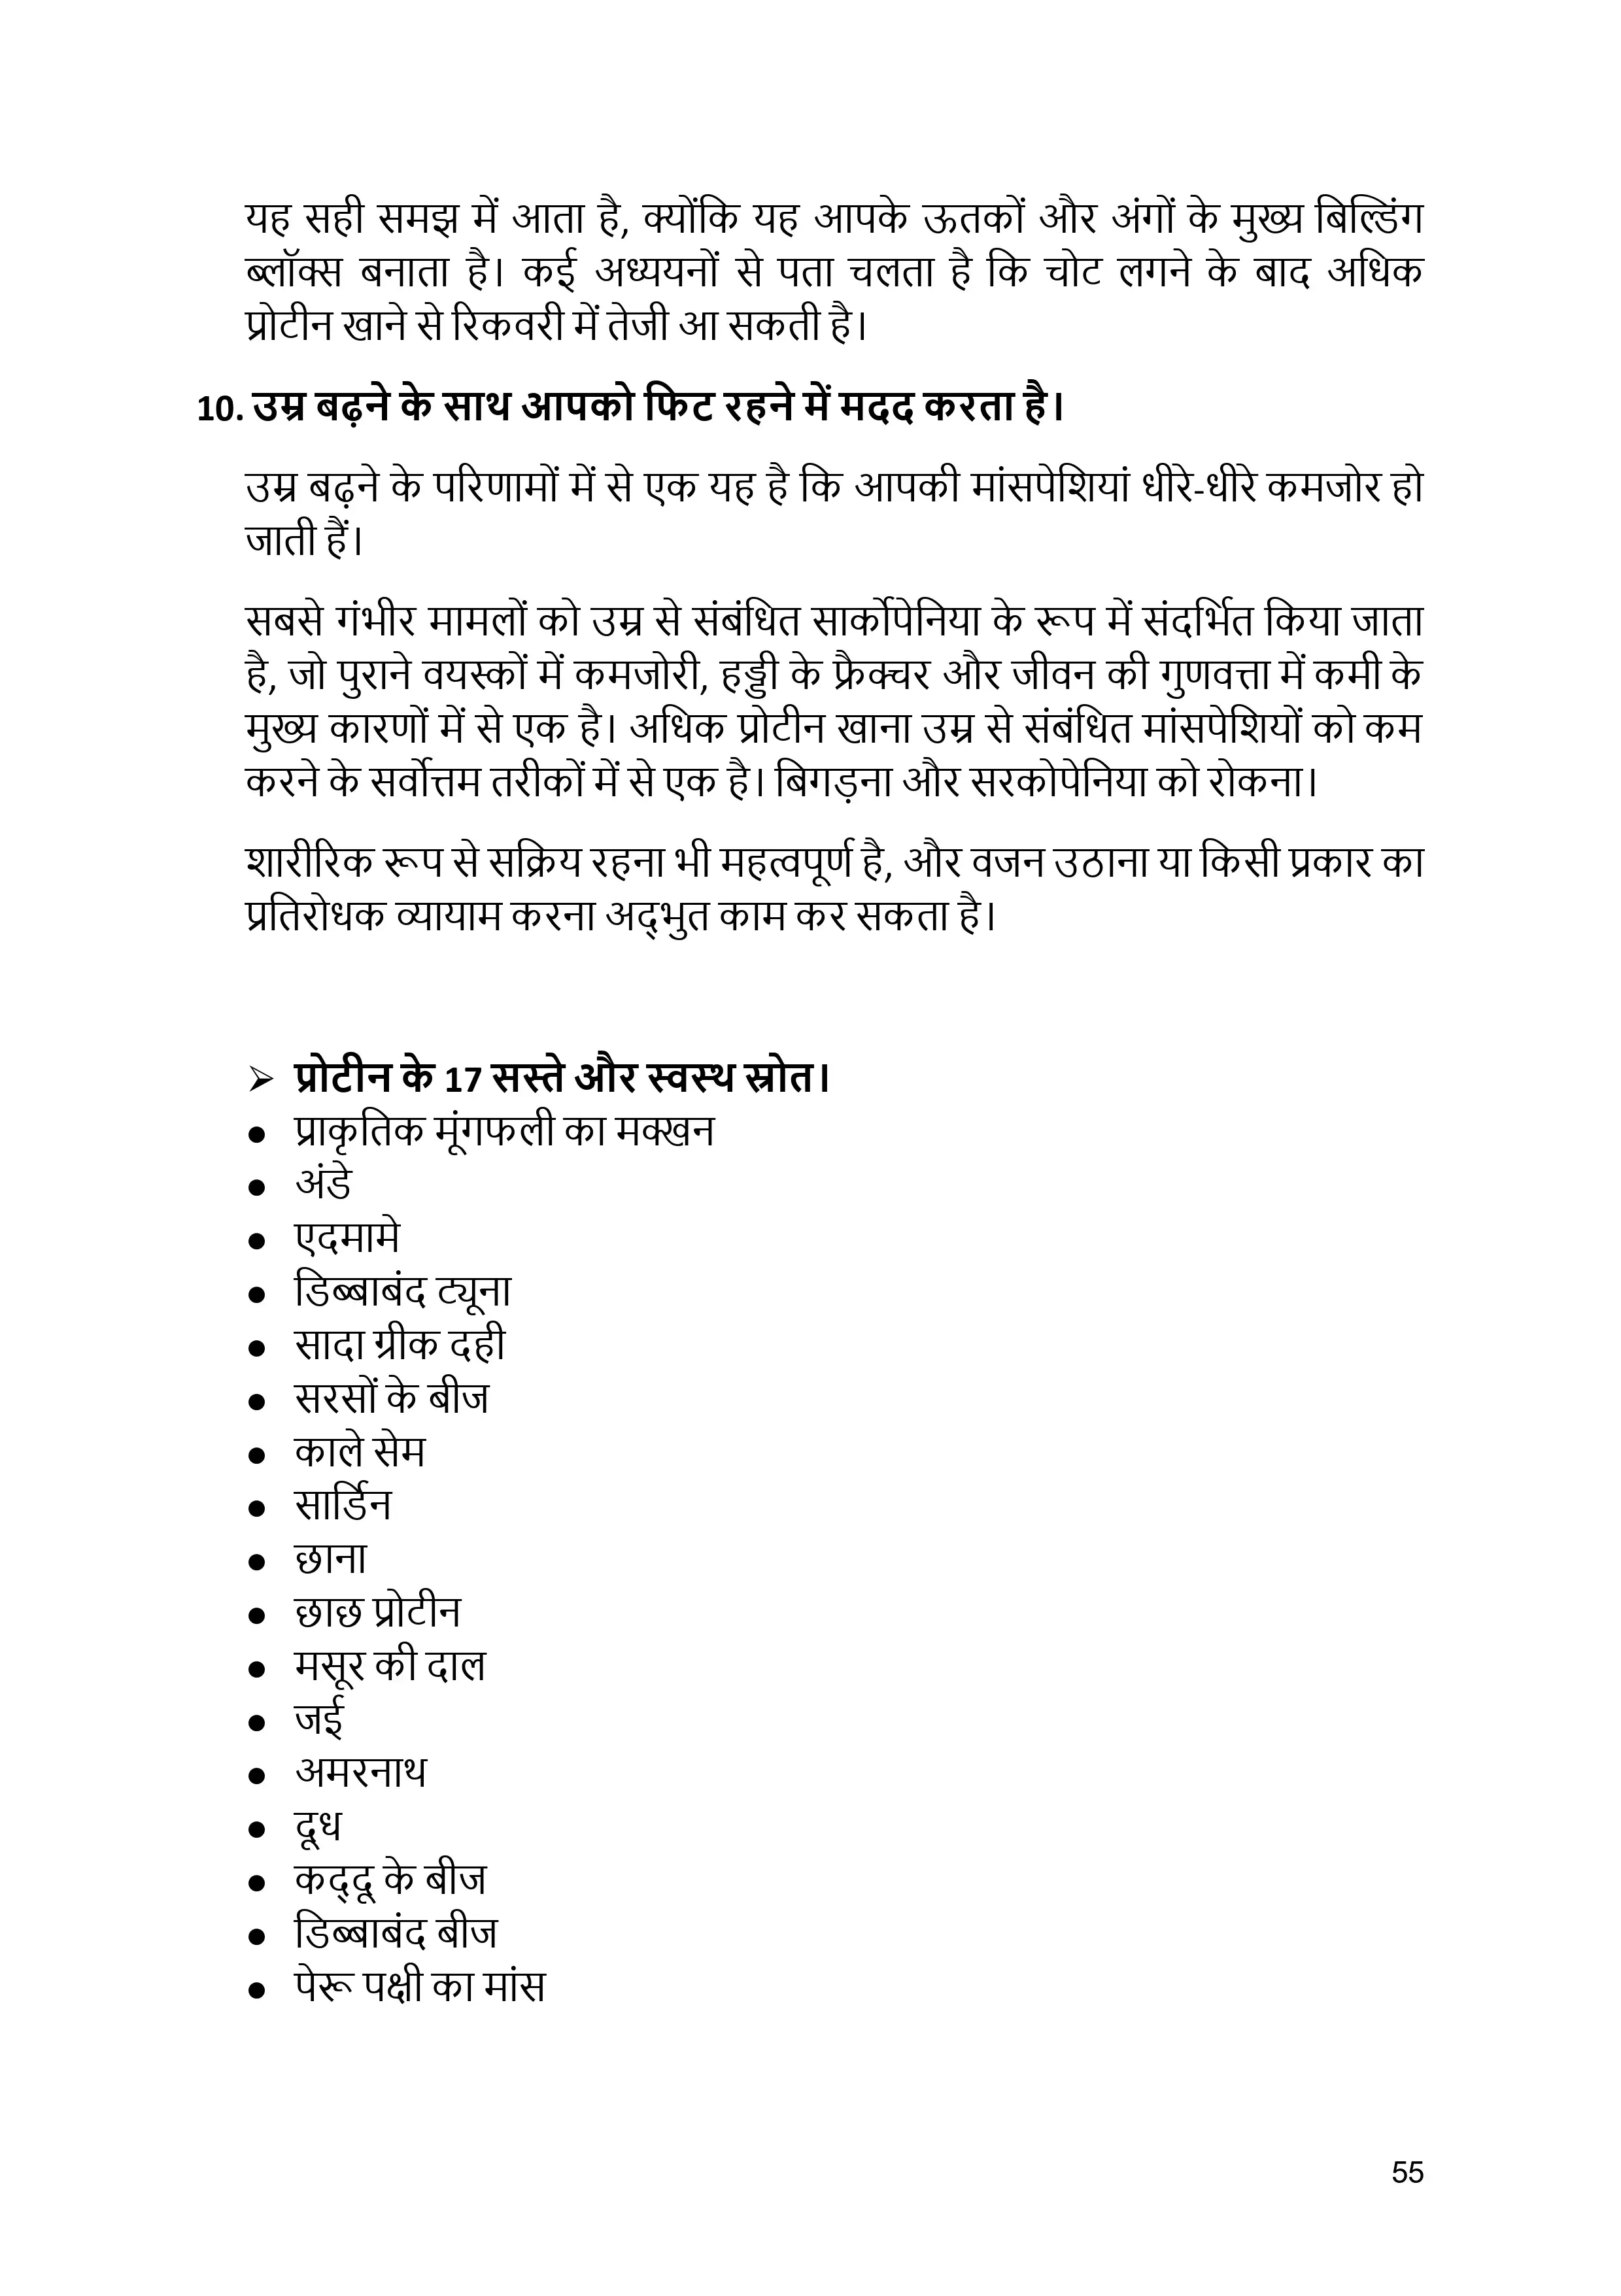 यह सही समझ में आता है, क्योंकि यह आपके ऊतकों और अंगों के मुख्य बिल्डिंग
ब्लॉक्स बनाता है। कई अध्ययनों से पता चलता है कि चोट लगने के बाद अधिक
प्रोटीन खाने से रिकवरी में तेजी आ सकती है।
10. उम्र बढ़ने के साथ आपको फिट रहने में मदद करता है।
उम्र बढ़ने के परिणामों में से एक यह है कि आपकी मांसपेशियां धीरे-धीरे कमजोर हो
जाती हैं।
सबसे गंभीर मामलों को उम्र से संबंधित सार्कोपेनिया के रूप में संदर्भित किया जाता
है, जो पुराने वयस्कों में कमजोरी, हड्डी के फ्रैक्चर और जीवन की गुणवत्ता में कमी के
मुख्य कारणों में से एक है। अधिक प्रोटीन खाना उम्र से संबंधित मांसपेशियों को कम
करने के सर्वोत्तम तरीकों में से एक है। बिगड़ना और सरकोपेनिया को रोकना।
शारीरिक रूप से सक्रिय रहना भी महत्वपूर्ण है, और वजन उठाना या किसी प्रकार का
प्रतिरोधक व्यायाम करना अद्भुत काम कर सकता है।
➢ प्रोटीन के 17 सस्ते और स्वस्थ स्रोत।
● प्राकृतिक मूंगफली का मक्खन
● अंडे
● एदमामे
● डिब्बाबंद ट्यूना
● सादा ग्रीक दही
● सरसों के बीज
● काले सेम
● सार्डिन
● छाना
● छाछ प्रोटीन
● मसूर की दाल
● जई
● अमरनाथ
● दूध
● कद्दू के बीज
● डिब्बाबंद बीज
● पेरू पक्षी का मांस
55